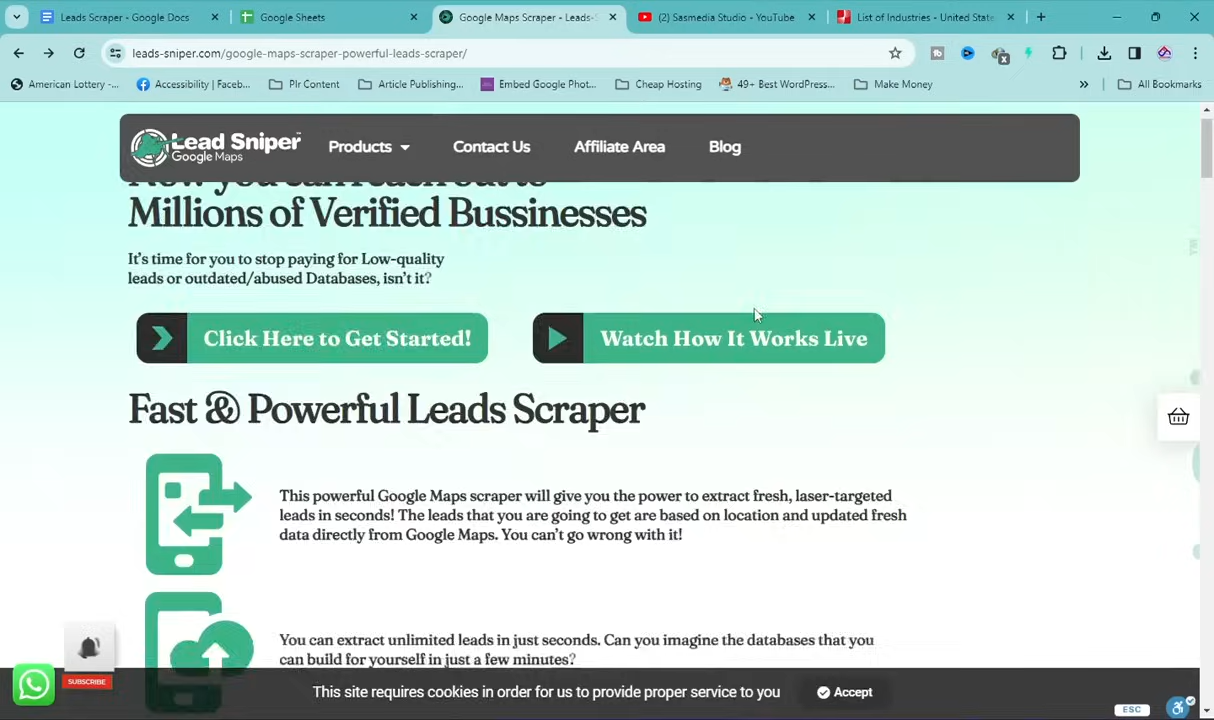 Leads Scraper - Google Docs
Google Sheets
Google Maps Scraper - Leads-
(2) Sasmedia Studio - YouTube
List of Industries - United State
leads-sniper.com/google-maps-scraper-powerful-leads-scraper/
American Lottery -...
Accessibility | Faceb...
Plr Content
Article Publishing...
Embed Google Phot...
Cheap Hosting
49+ Best WordPress...
Make Money
All Bookmarks
Lead Sniper
Google Maps
Products
Contact Us
Affiliate Area
Blog
Now you can reach out to
Millions of Verified Bussinesses
It's time for you to stop paying for Low-quality
leads or outdated/abused Databases, isn't it?
Click Here to Get Started!
Watch How It Works Live
Fast & Powerful Leads Scraper
This powerful Google Maps scraper will give you the power to extract fresh, laser-targeted
leads in seconds! The leads that you are going to get are based on location and updated fresh
data directly from Google Maps. You can't go wrong with it!
You can extract unlimited leads in just seconds. Can you imagine the databases that you
can build for yourself in just a few minutes?
SUBSCRIBE
This site requires cookies in order for us to provide proper service to you
Accept
ESC